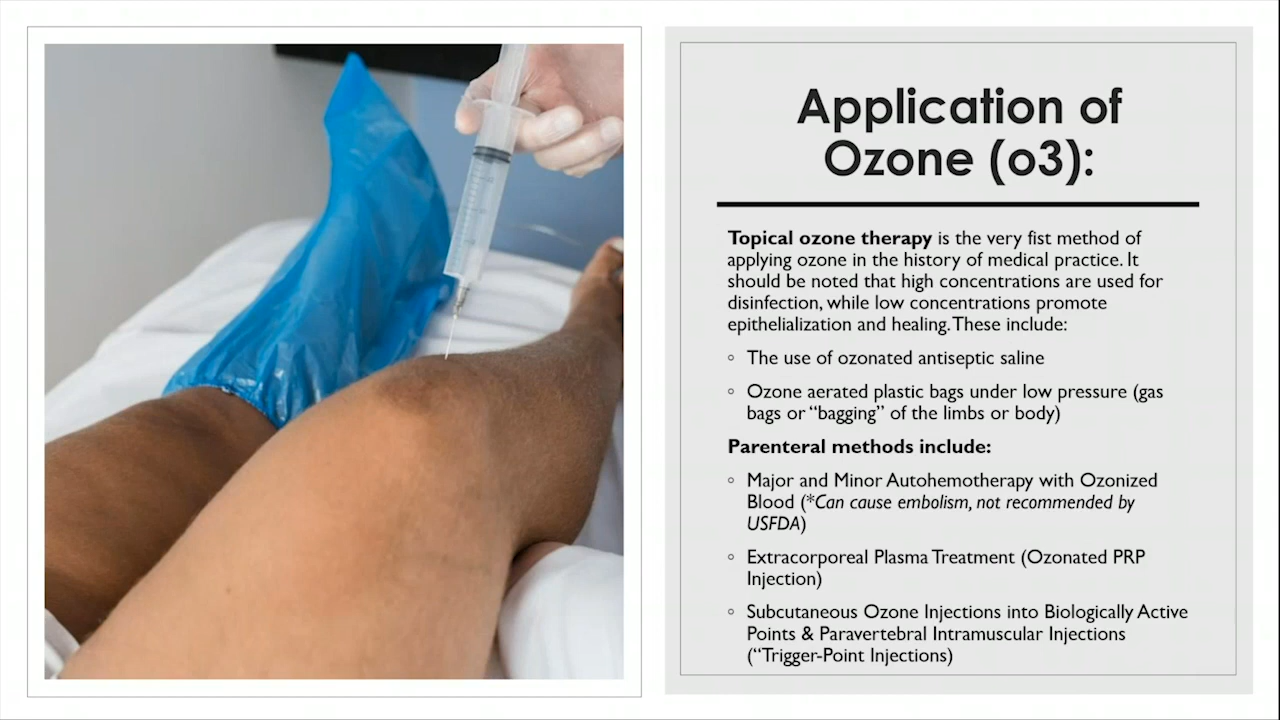 Application of
Ozone (o3):
Topical ozone therapy is the very fist method of
applying ozone in the history of medical practice. It
should be noted that high concentrations are used for
disinfection, while low concentrations promote
epithelialization and healing. These include:
◦ The use of ozonated antiseptic saline
◦ Ozone aerated plastic bags under low pressure (gas
bags or “bagging” of the limbs or body)
Parenteral methods include:
◦ Major and Minor Autohemotherapy with Ozonized
Blood (*Can cause embolism, not recommended by
USFDA)
◦ Extracorporeal Plasma Treatment (Ozonated PRP
Injection)
◦ Subcutaneous Ozone Injections into Biologically Active
Points & Paravertebral Intramuscular Injections
(“Trigger-Point Injections)